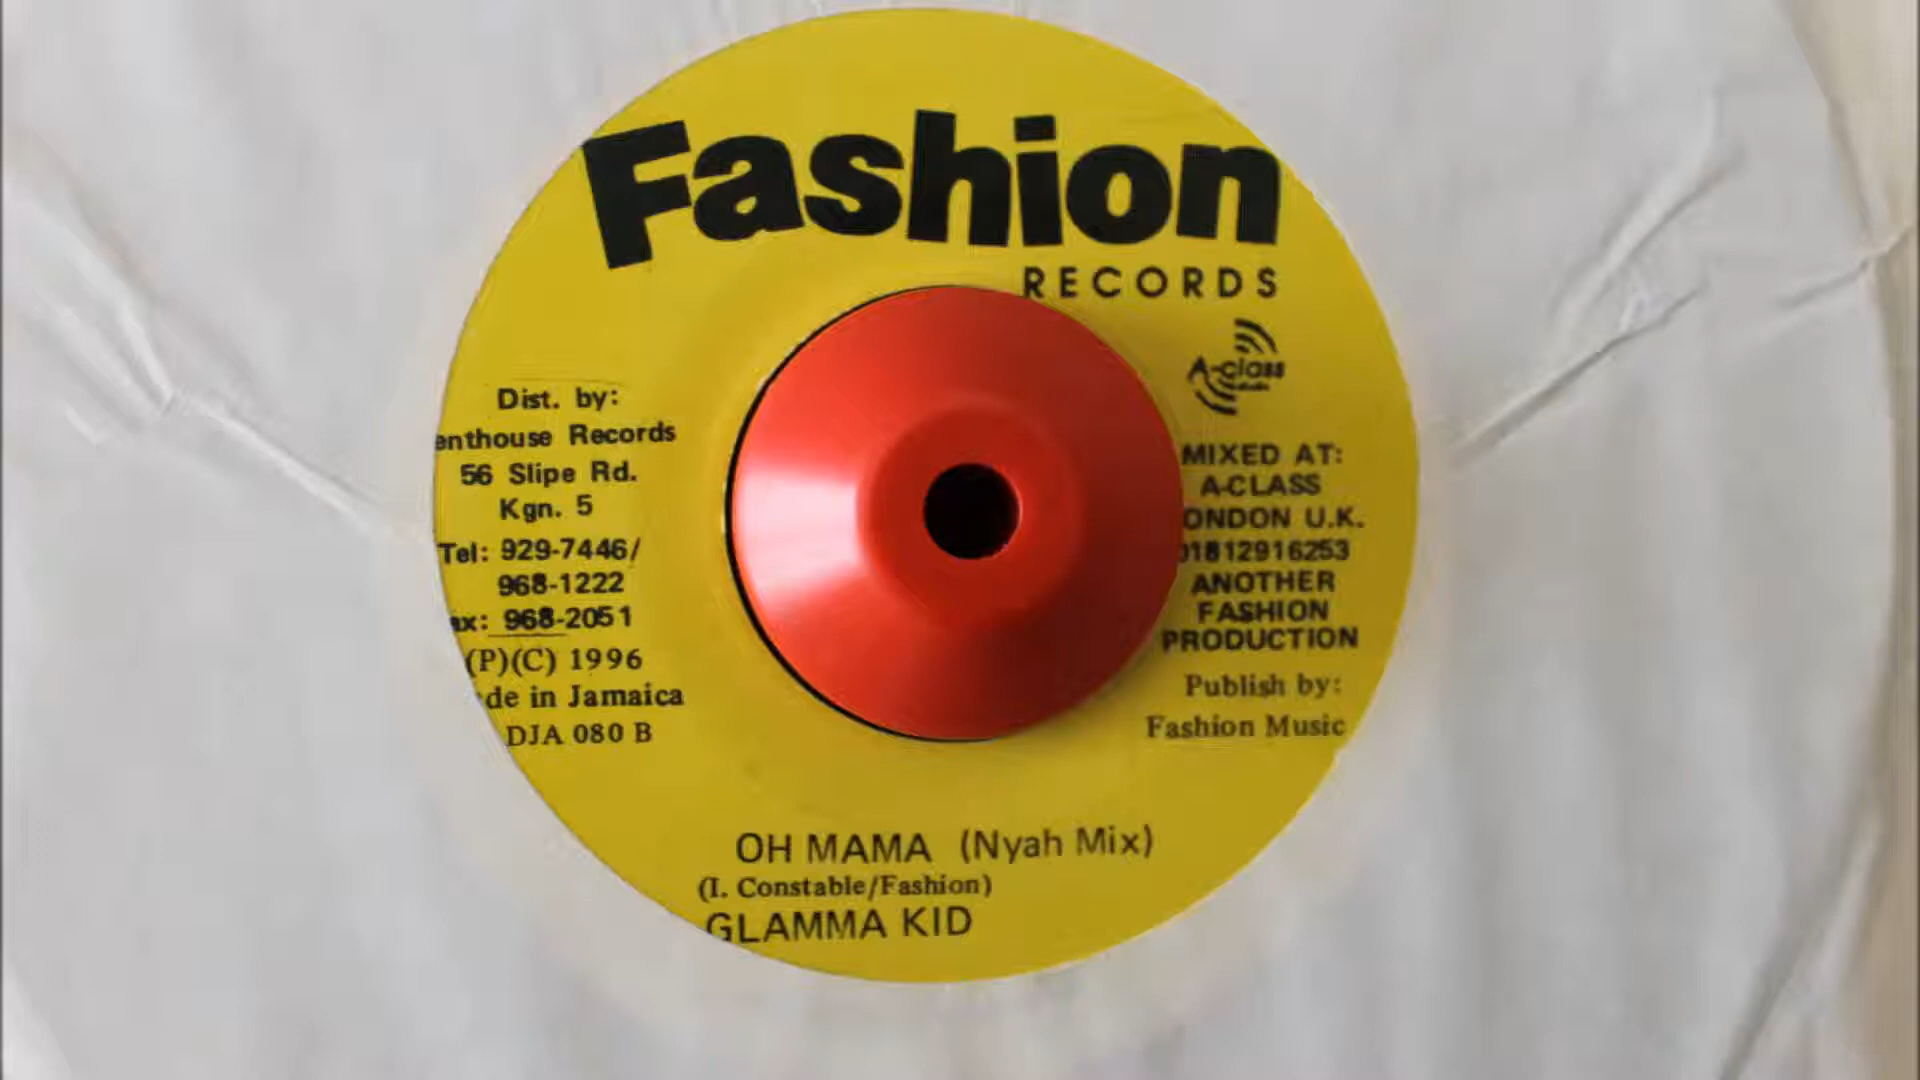 Fashion
RECORDS
A-class
Dist. by:
enthouse Records
56 Slipe Rd.
Kgn. 5
Tel: 929-7446/
968-1222
ax: 968-2051
(P)(C) 1996
de in Jamaica
DJA 080 B
MIXED AT:
A-CLASS
ONDON U.K.
01812916253
ANOTHER
FASHION
PRODUCTION
Publish by:
Fashion Music
OH MAMA (Nyah Mix)
(I. Constable/Fashion)
GLAMMA KID